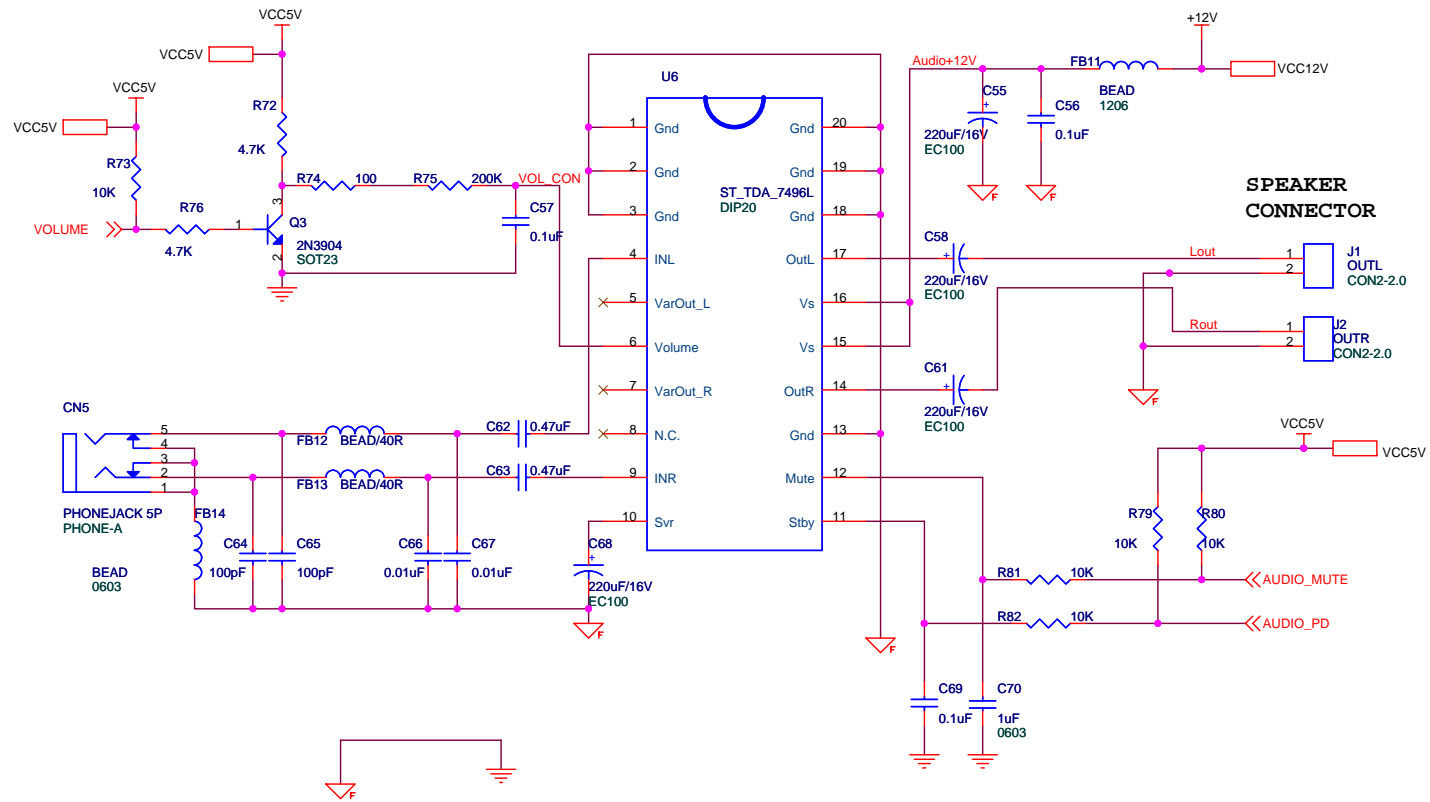 VCC5V
VCC5V
VCC5V
VCC5V
R72
4.7K
R73
10K
R74
100
R75
200K
VOL_CON
C57
0.1uF
VOLUME
R76
4.7K
1
3
2
Q3
2N3904
SOT23
U6
ST_TDA_7496L
DIP20
1
Gnd
2
Gnd
3
Gnd
4
INL
5
VarOut_L
6
Volume
7
VarOut_R
8
N.C.
9
INR
10
Svr
Gnd
20
Gnd
19
Gnd
18
OutL
17
Vs
16
Vs
15
OutR
14
Gnd
13
Mute
12
Stby
11
Audio+12V
C55
+
220uF/16V
EC100
C56
0.1uF
FB11
BEAD
1206
+12V
VCC12V
SPEAKER
CONNECTOR
C58
+
220uF/16V
EC100
Lout
1
2
J1
OUTL
CON2-2.0
Rout
1
2
J2
OUTR
CON2-2.0
F
F
F
C61
+
220uF/16V
EC100
CN5
5
4
3
2
1
PHONEJACK 5P
PHONE-A
FB12
BEAD/40R
FB13
BEAD/40R
C62
0.47uF
C63
0.47uF
FB14
BEAD
0603
C64
100pF
C65
100pF
C66
0.01uF
C67
0.01uF
C68
+
220uF/16V
EC100
F
F
VCC5V
VCC5V
R79
10K
R80
10K
R81
10K
AUDIO_MUTE
R82
10K
AUDIO_PD
C69
0.1uF
C70
1uF
0603
F